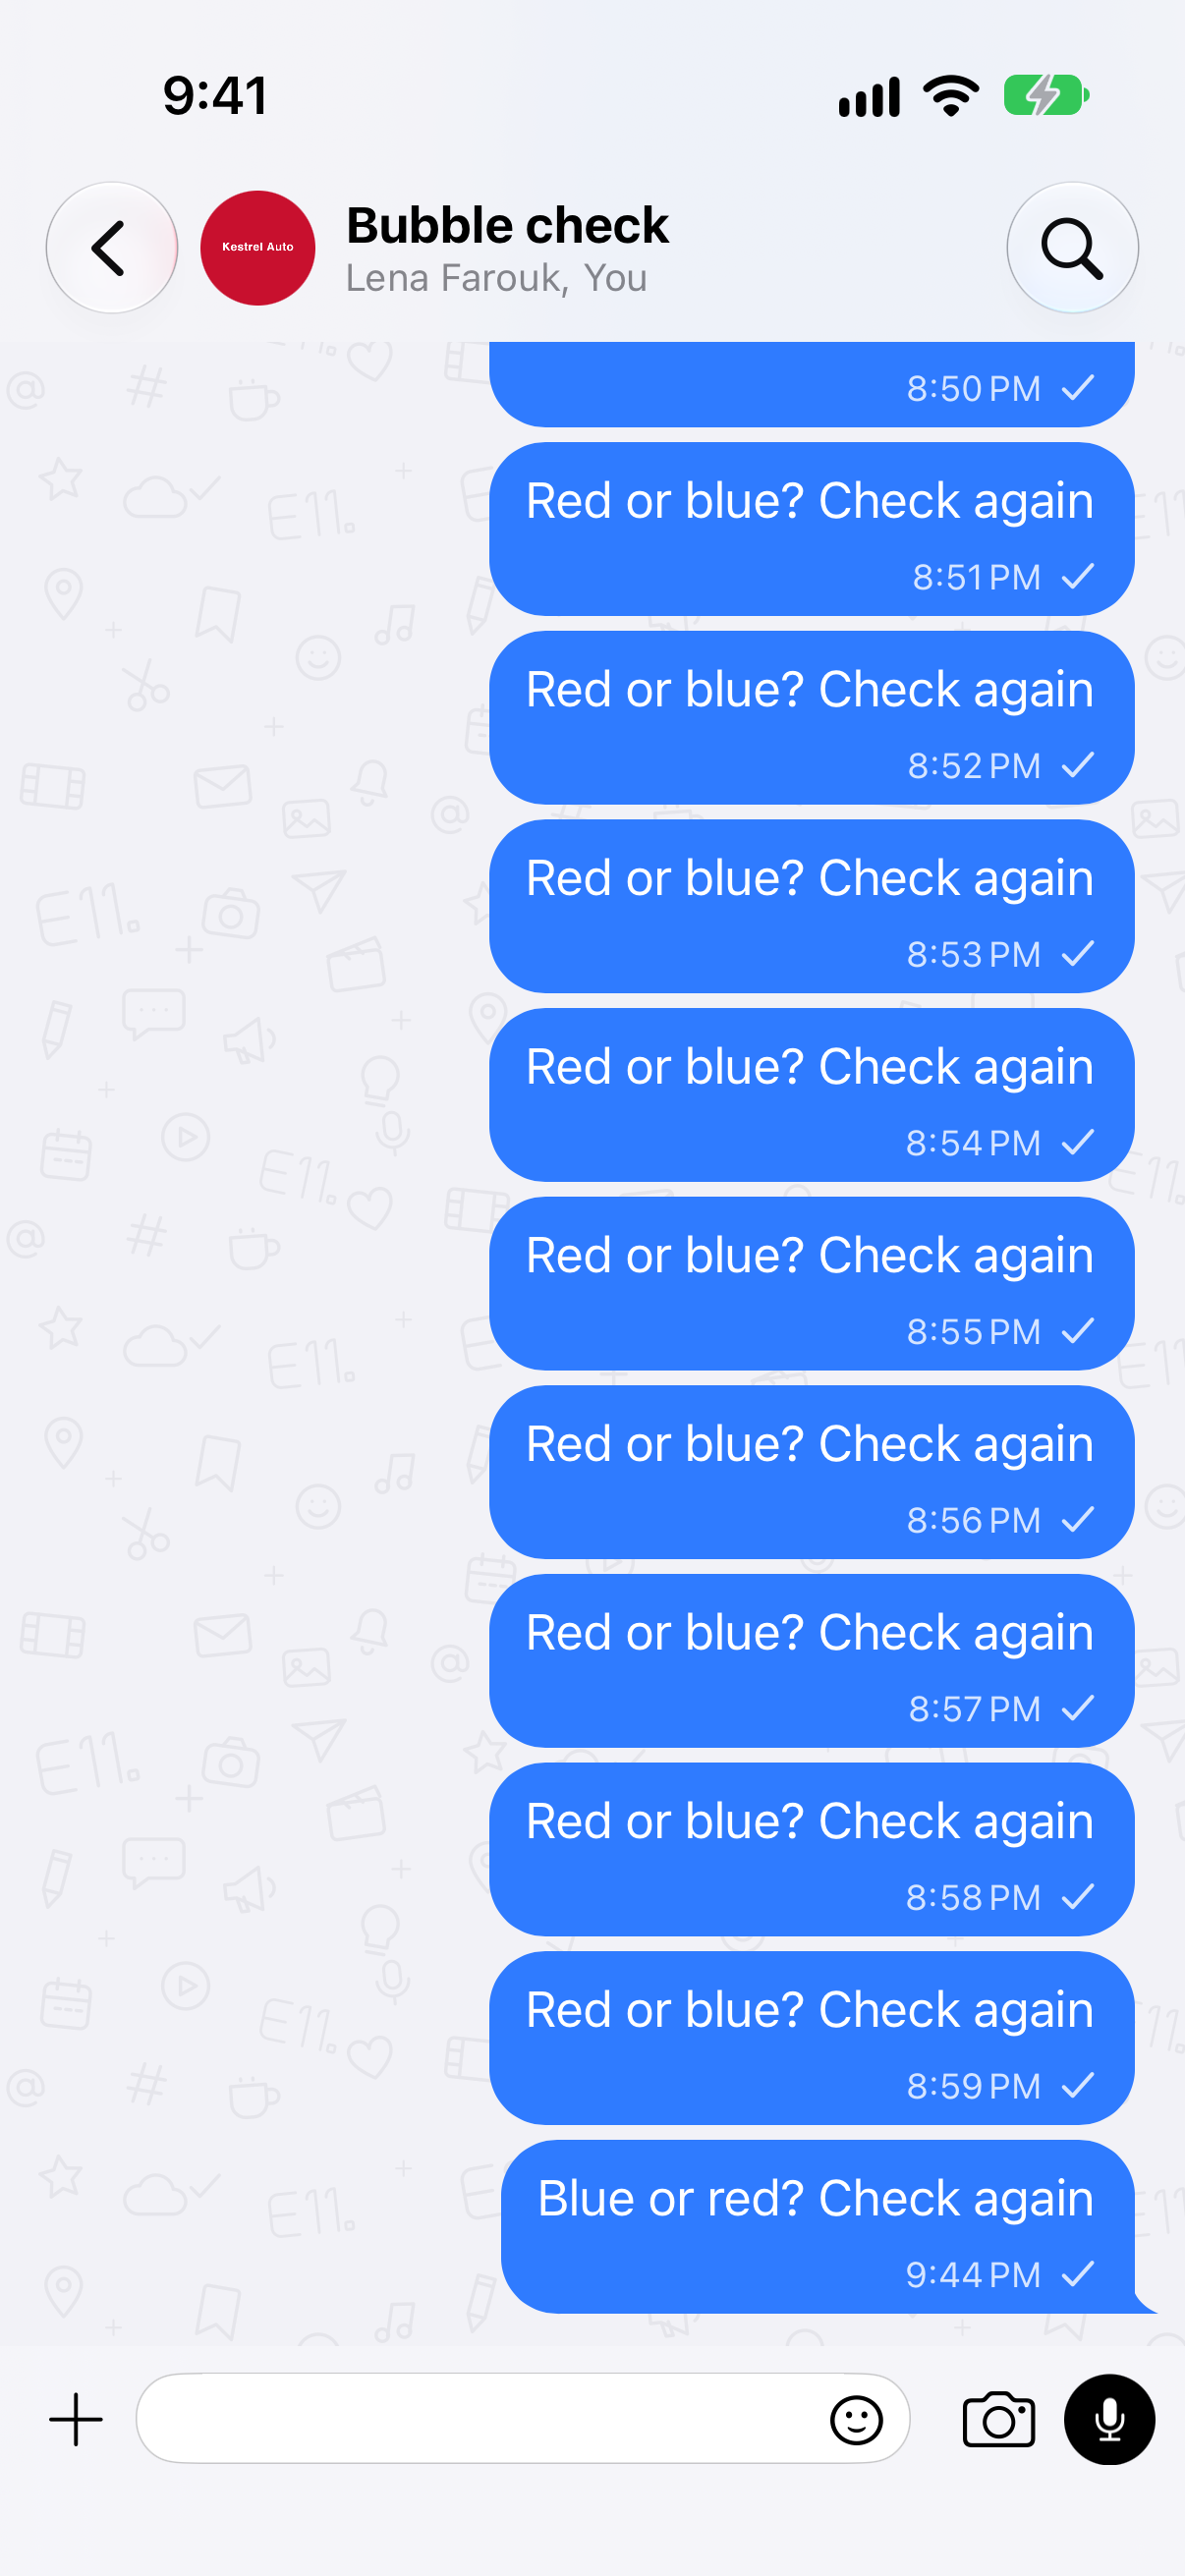 9:41
Kestrel Auto
Bubble check
Lena Farouk, You
8:50 PM
Red or blue? Check again
8:51 PM
Red or blue? Check again
8:52 PM
Red or blue? Check again
8:53 PM
Red or blue? Check again
8:54 PM
Red or blue? Check again
8:55 PM
Red or blue? Check again
8:56 PM
Red or blue? Check again
8:57 PM
Red or blue? Check again
8:58 PM
Red or blue? Check again
8:59 PM
Blue or red? Check again
9:44 PM